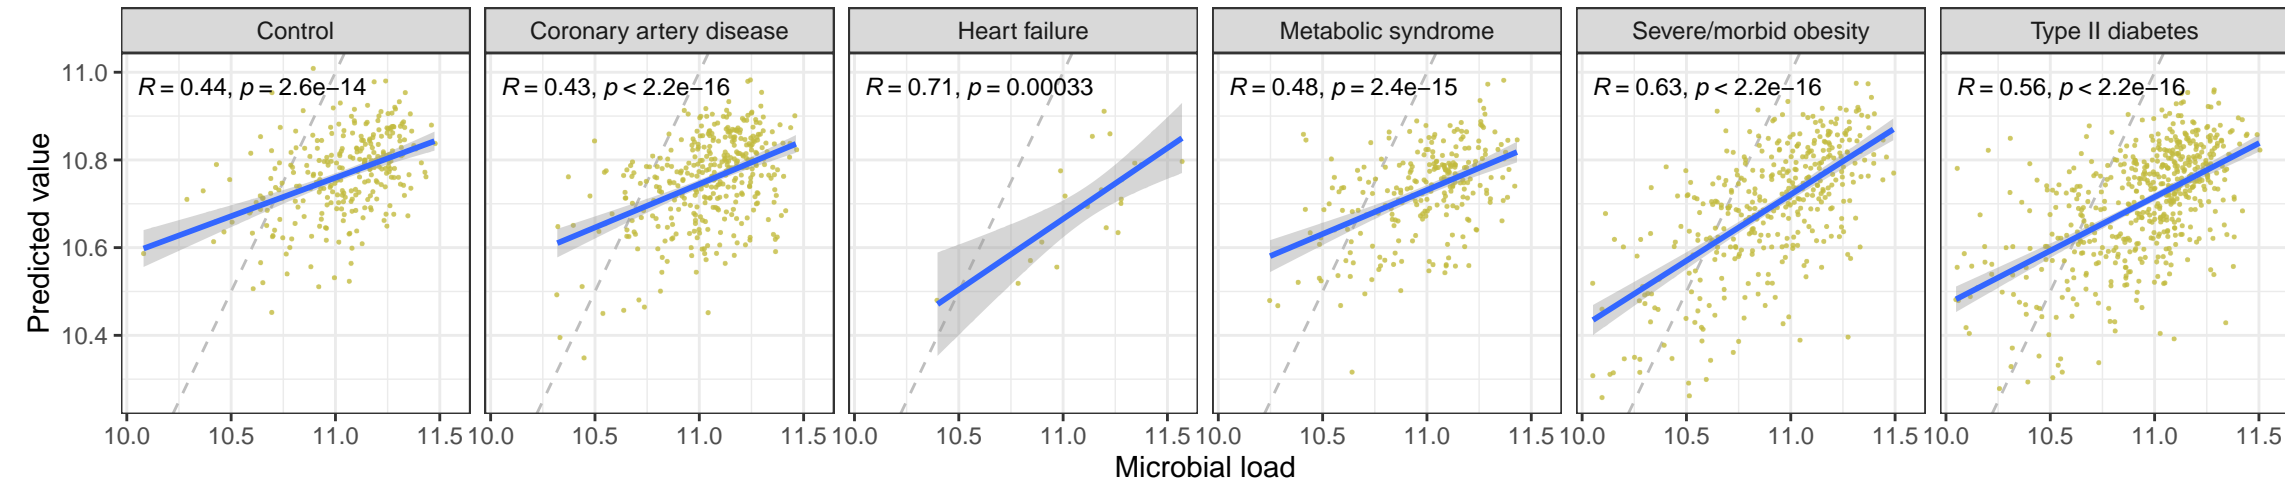 Control Coronary artery disease Heart failure Metabolic syndrome Severe/morbid obesity Type II diabetes
R = 0.44, p = 2.6e−14 R = 0.43, p < 2.2e−16 R = 0.71, p = 0.00033 R = 0.48, p = 2.4e−15 R = 0.63, p < 2.2e−16 R = 0.56, p < 2.2e−16
Predicted value
11.0
10.8
10.6
10.4
10.0 10.5 11.0 11.5 10.0 10.5 11.0 11.5 10.0 10.5 11.0 11.5 10.0 10.5 11.0 11.5 10.0 10.5 11.0 11.5 10.0 10.5 11.0 11.5
Microbial load